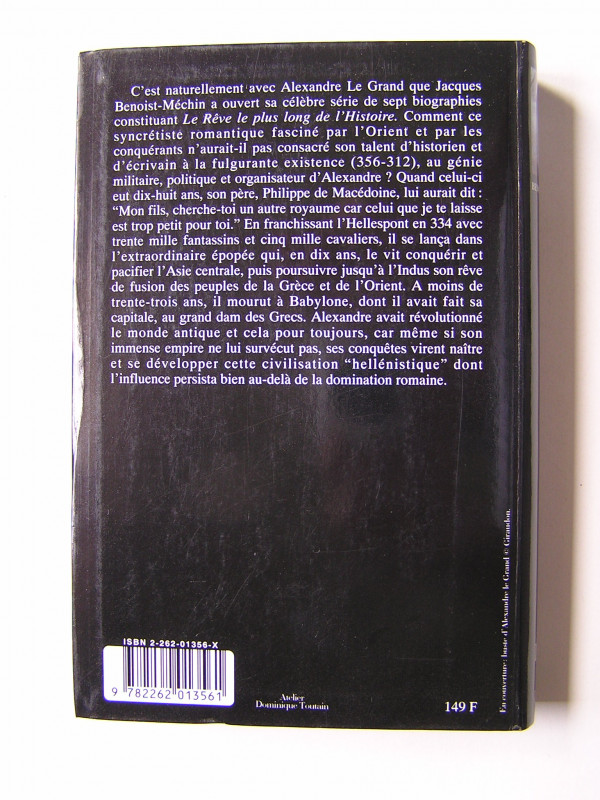 C'est naturellement avec Alexandre Le Grand que Jacques
Benoist-Méchin a ouvert sa célèbre série de sept biographies
constituant Le Rêve le plus long de l'Histoire. Comment ce
syncrétiste romantique fasciné par l'Orient et par les
conquérants n'aurait-il pas consacré son talent d'historien et
d'écrivain à la fulgurante existence (356-312), au génie
militaire, politique et organisateur d'Alexandre ? Quand celui-ci
eut dix-huit ans, son père, Philippe de Macédoine, lui aurait dit :
“Mon fils, cherche-toi un autre royaume car celui que je te laisse
est trop petit pour toi.” En franchissant l'Hellespont en 334 avec
trente mille fantassins et cinq mille cavaliers, il se lança dans
l'extraordinaire épopée qui, en dix ans, le vit conquérir et
pacifier l'Asie centrale, puis poursuivre jusqu'à l'Indus son rêve
de fusion des peuples de la Grèce et de l'Orient. A moins de
trente-trois ans, il mourut à Babylone, dont il avait fait sa
capitale, au grand dam des Grecs. Alexandre avait révolutionné
le monde antique et cela pour toujours, car même si son
immense empire ne lui survécut pas, ses conquêtes virent naître
et se développer cette civilisation “hellénistique” dont
l'influence persista bien au-delà de la domination romaine.
En couverture : buste d'Alexandre le Grand © Giraudon.
ISBN 2-262-01356-X
9 782262 013561
Atelier
Dominique Toutain
149 F